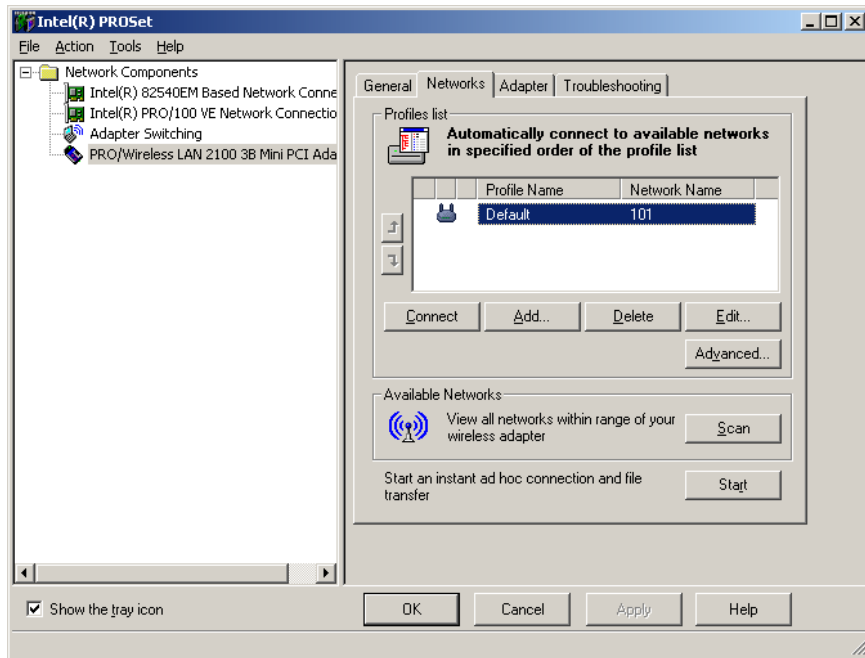 Intel(R) PROSet
File Action Tools Help
Network Components
Intel(R) 82540EM Based Network Conne
Intel(R) PRO/100 VE Network Connectio
Adapter Switching
PRO/Wireless LAN 2100 3B Mini PCI Ada
General Networks Adapter Troubleshooting
Profiles list
Automatically connect to available networks
in specified order of the profile list
Profile Name Network Name
Default 101
Connect Add... Delete Edit...
Advanced...
Available Networks
View all networks within range of your
wireless adapter
Scan
Start an instant ad hoc connection and file
transfer
Start
Show the tray icon
OK Cancel Apply Help